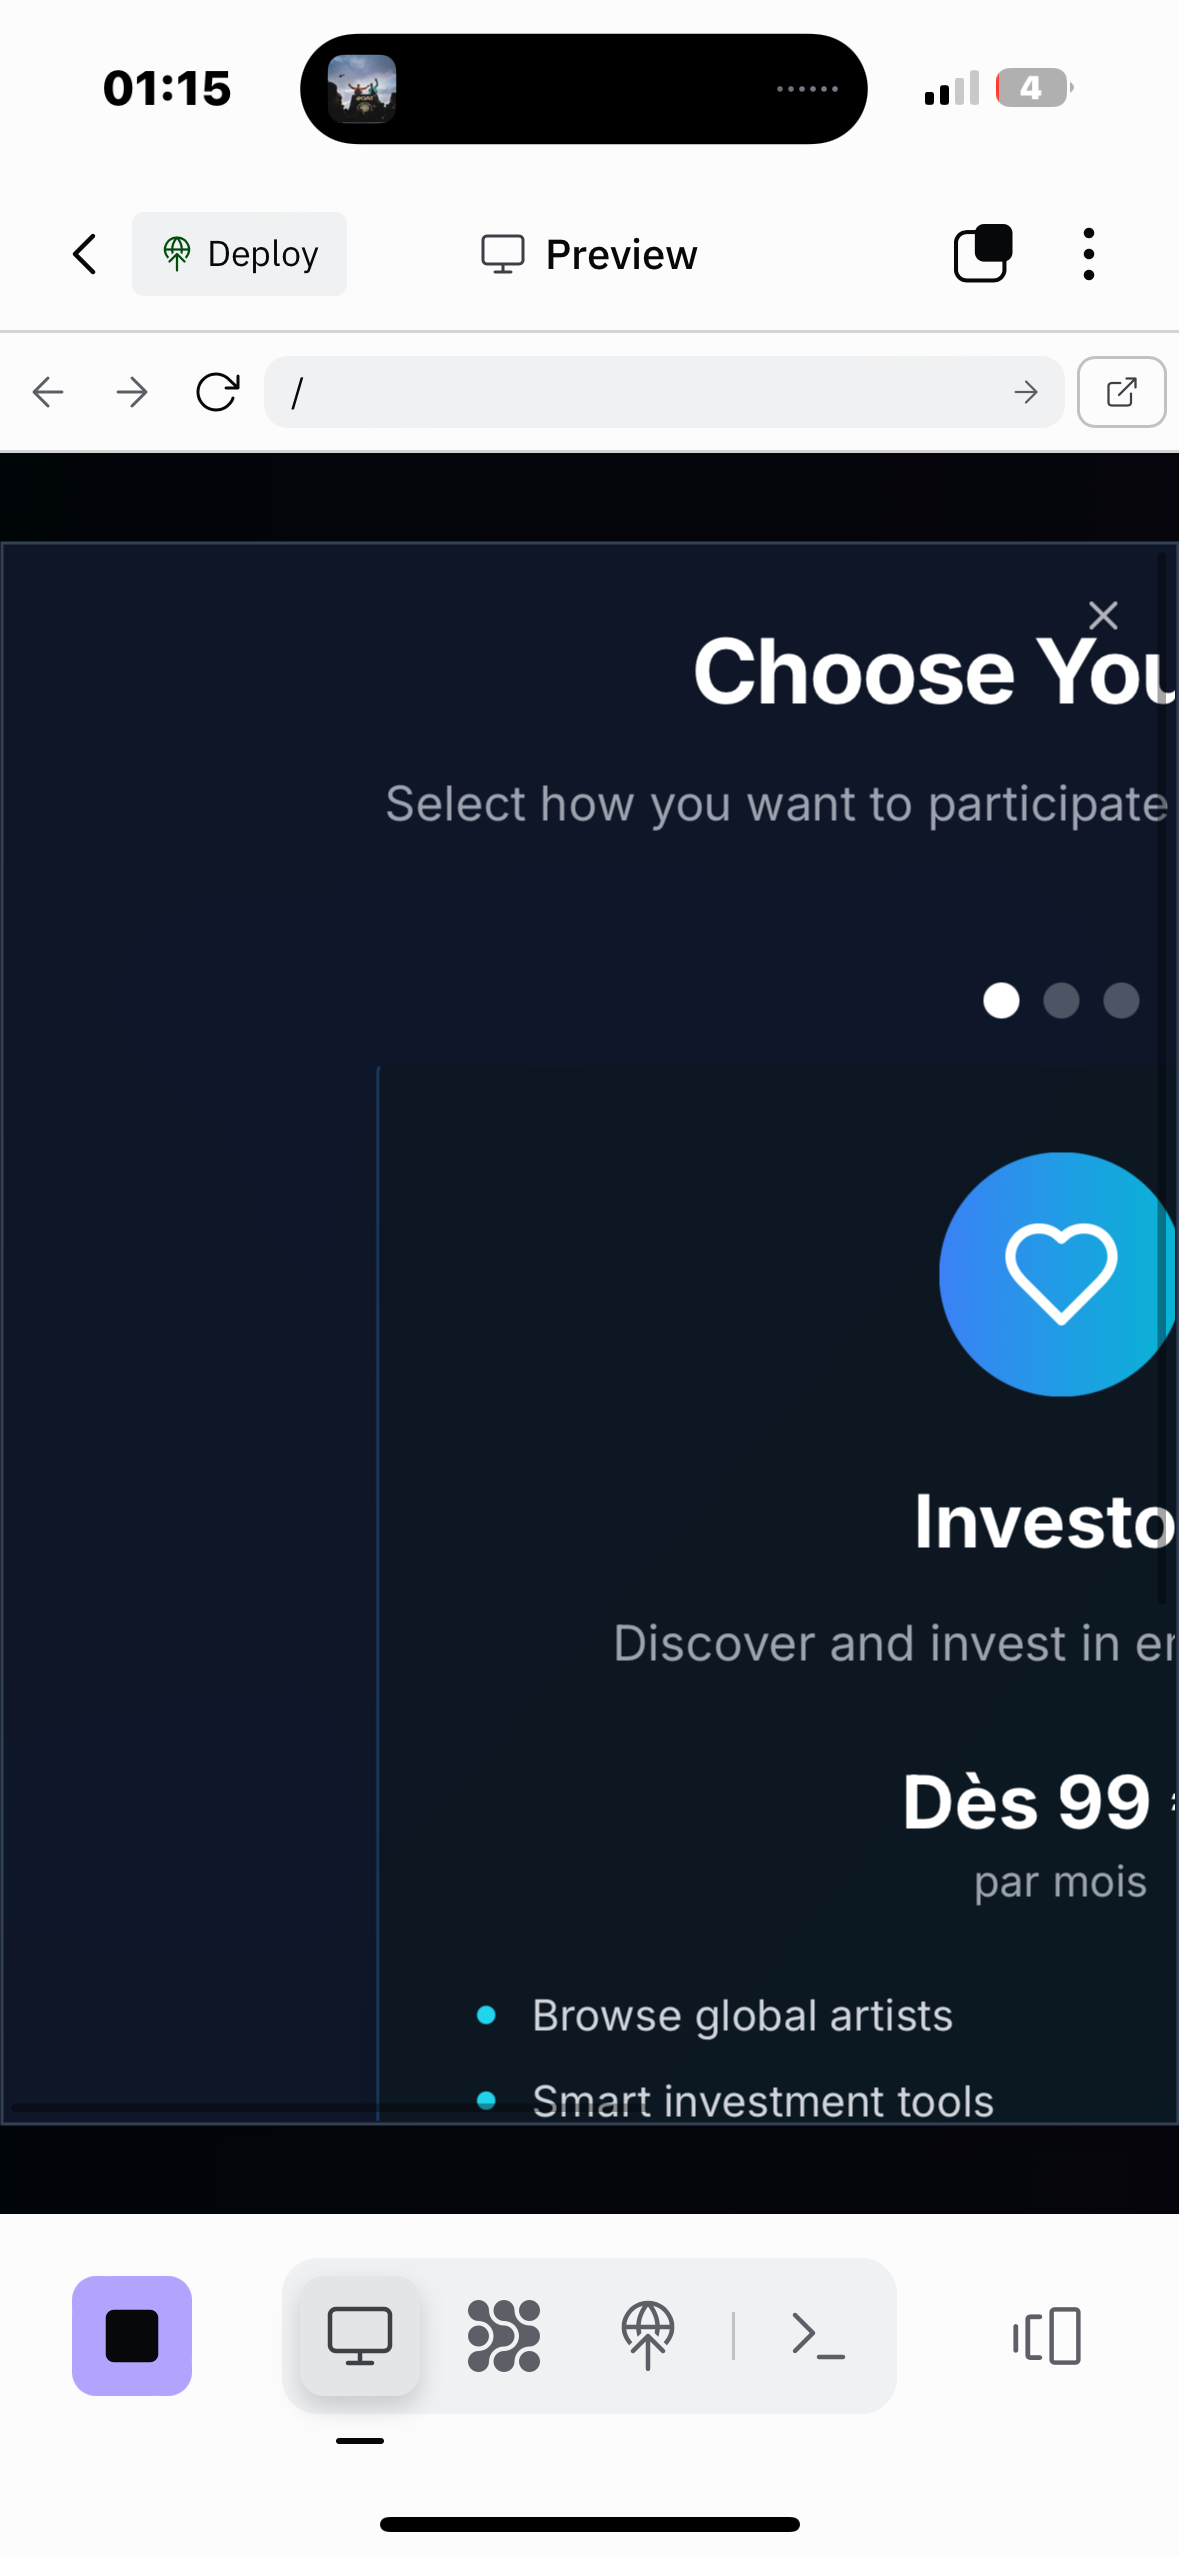 01:15
4
Deploy
Preview
/
Choose You
Select how you want to participate
Investo
Discover and invest in er
Dès 99
par mois
Browse global artists
Smart investment tools